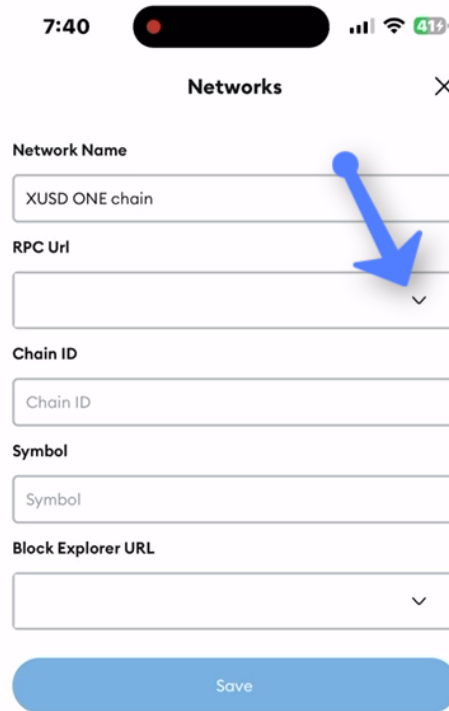 7:40
41
Networks
Network Name
XUSD ONE chain
RPC Url
Chain ID
Chain ID
Symbol
Symbol
Block Explorer URL
Save